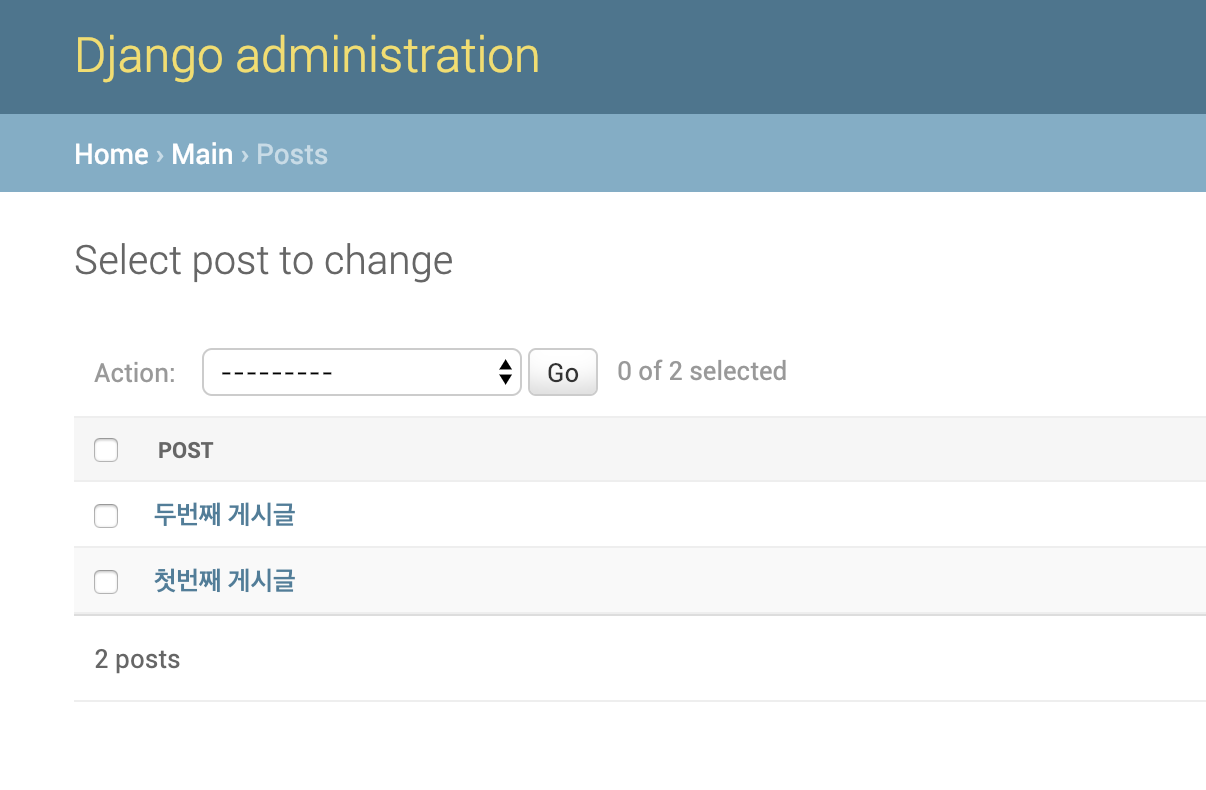 Django administration
Home › Main › Posts
Select post to change
Action: --------- Go 0 of 2 selected
POST
두번째 게시글
첫번째 게시글
2 posts